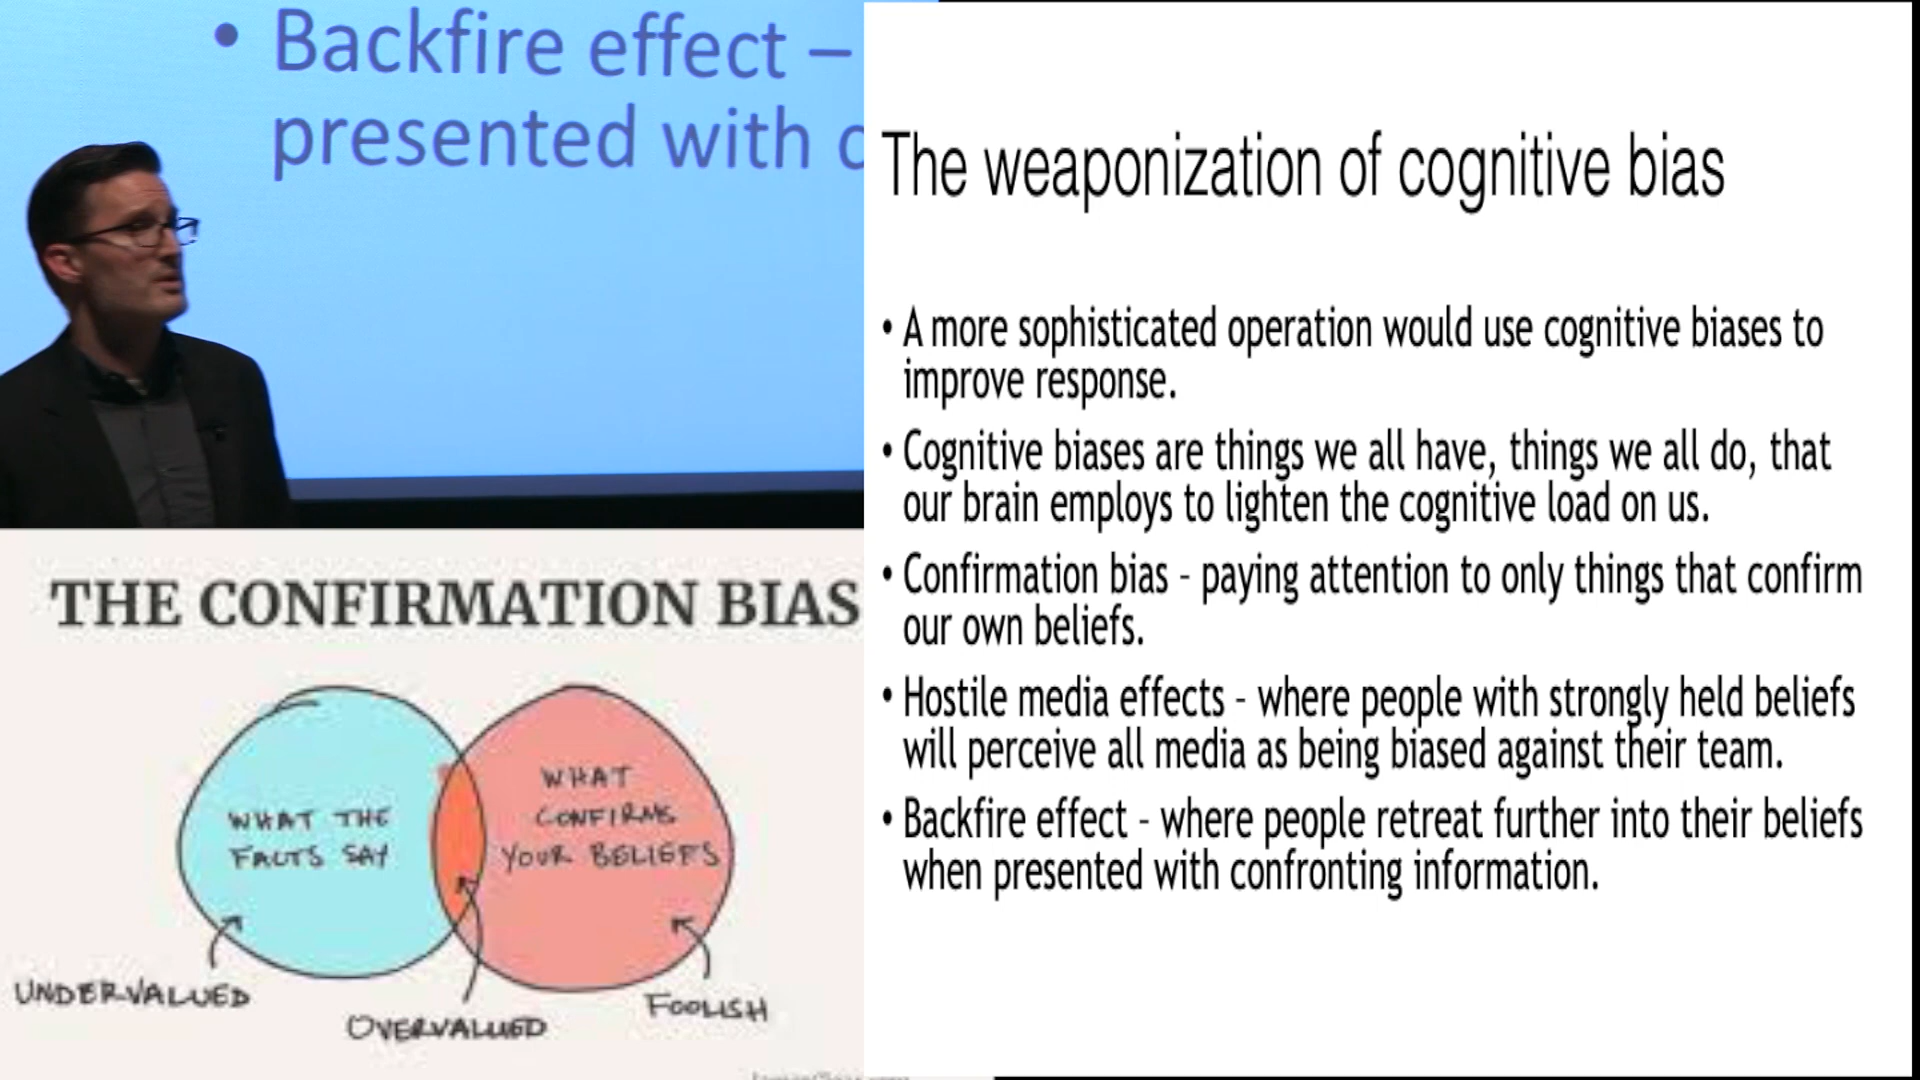 • Backfire effect –
presented with
The weaponization of cognitive bias
• A more sophisticated operation would use cognitive biases to
improve response.
• Cognitive biases are things we all have, things we all do, that
our brain employs to lighten the cognitive load on us.
• Confirmation bias - paying attention to only things that confirm
our own beliefs.
• Hostile media effects - where people with strongly held beliefs
will perceive all media as being biased against their team.
• Backfire effect - where people retreat further into their beliefs
when presented with confronting information.
THE CONFIRMATION BIAS
WHAT THE
FACTS SAY
WHAT
CONFIRMS
YOUR BELIEFS
UNDERVALUED
OVERVALUED
FOOLISH